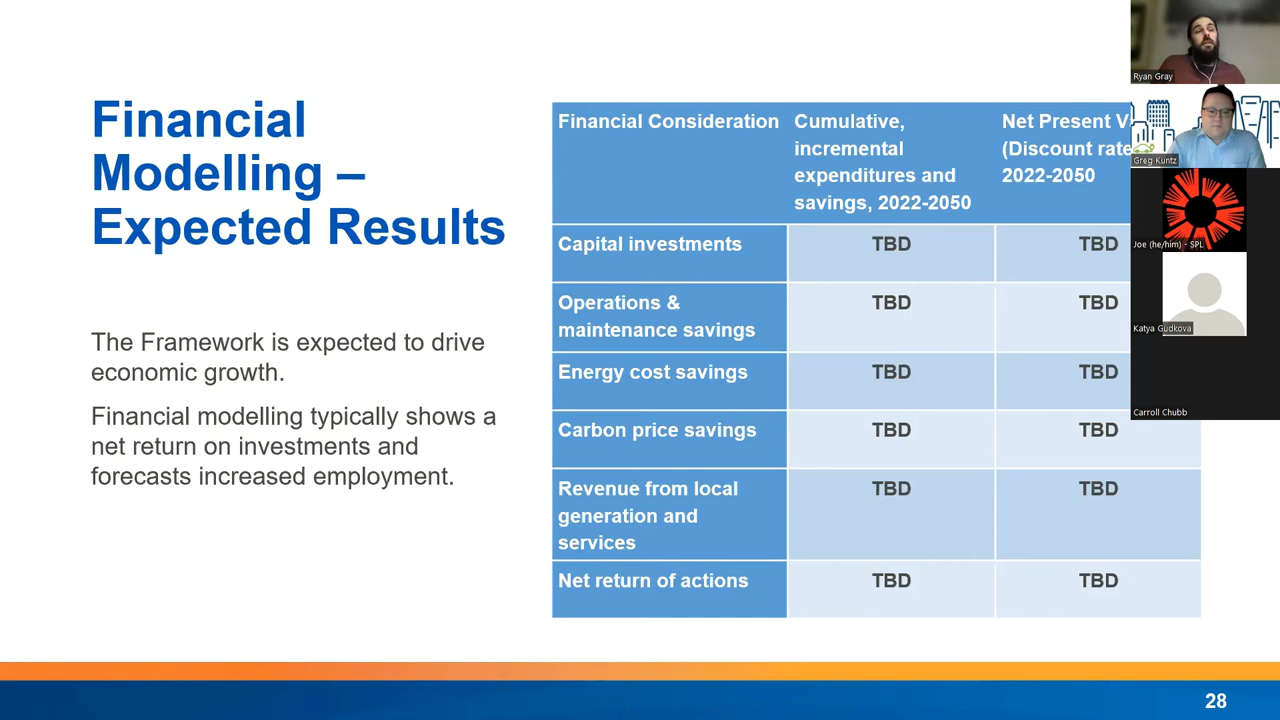 Financial
Modelling –
Expected Results
The Framework is expected to drive
economic growth.
Financial modelling typically shows a
net return on investments and
forecasts increased employment.
Financial Consideration
Cumulative,
incremental
expenditures and
savings, 2022-2050
Net Present
(Discount rate
2022-2050
Capital investments TBD TBD
Operations &
maintenance savings TBD TBD
Energy cost savings TBD TBD
Carbon price savings TBD TBD
Revenue from local
generation and
services
TBD TBD
Net return of actions TBD TBD
28
Ryan Gray
Greg Kuntz
Joe (he/him) - SPL
Katya Gudkova
Carroll Chubb